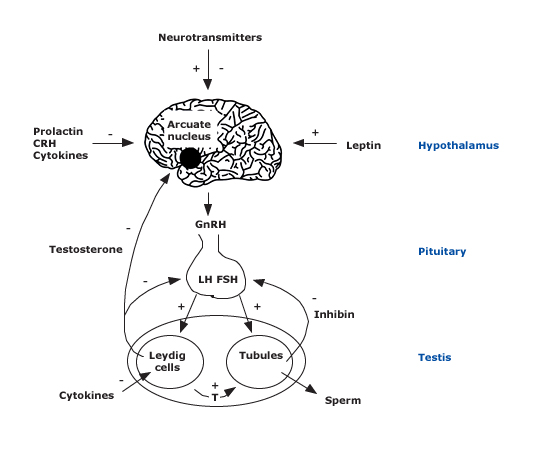 Neurotransmitters
+ -
Arcuate
nucleus
Prolactin
CRH
Cytokines
-
+
Leptin
Hypothalamus
GnRH
-
Testosterone
Pituitary
-
LH FSH
+
+
-
Inhibin
Leydig
cells
Tubules
Testis
-
Cytokines
+
T
Sperm